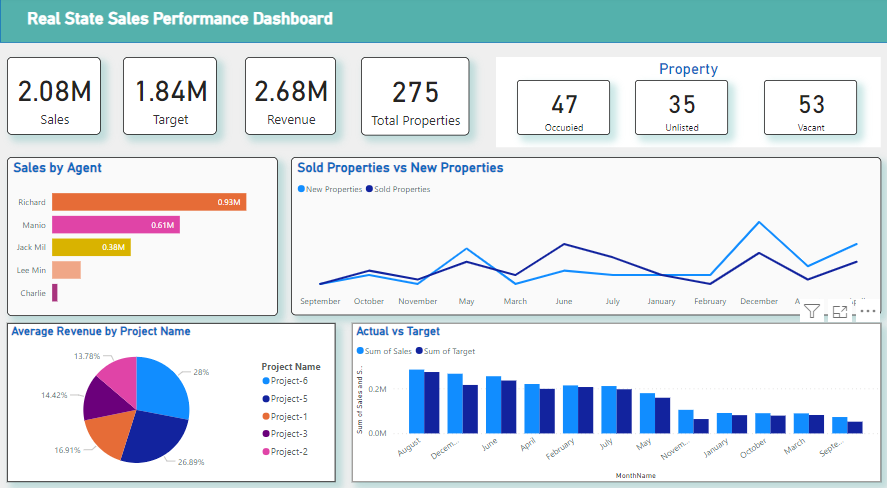 Real State Sales Performance Dashboard
2.08M
Sales
1.84M
Target
2.68M
Revenue
275
Total Properties
Property
47
Occupied
35
Unlisted
53
Vacant
Sales by Agent
Richard
0.93M
Manio
0.61M
Jack Mil
0.38M
Lee Min
Charlie
Sold Properties vs New Properties
New Properties Sold Properties
September October November May March June July January February December
Average Revenue by Project Name
13.78%
28%
14.42%
16.91%
26.89%
Project Name
Project-6
Project-5
Project-1
Project-3
Project-2
Actual vs Target
Sum of Sales Sum of Target
Sum of Sales and S...
0.2M
0.0M
August Decem... June April February July May Novem... January October March Septe...
MonthName